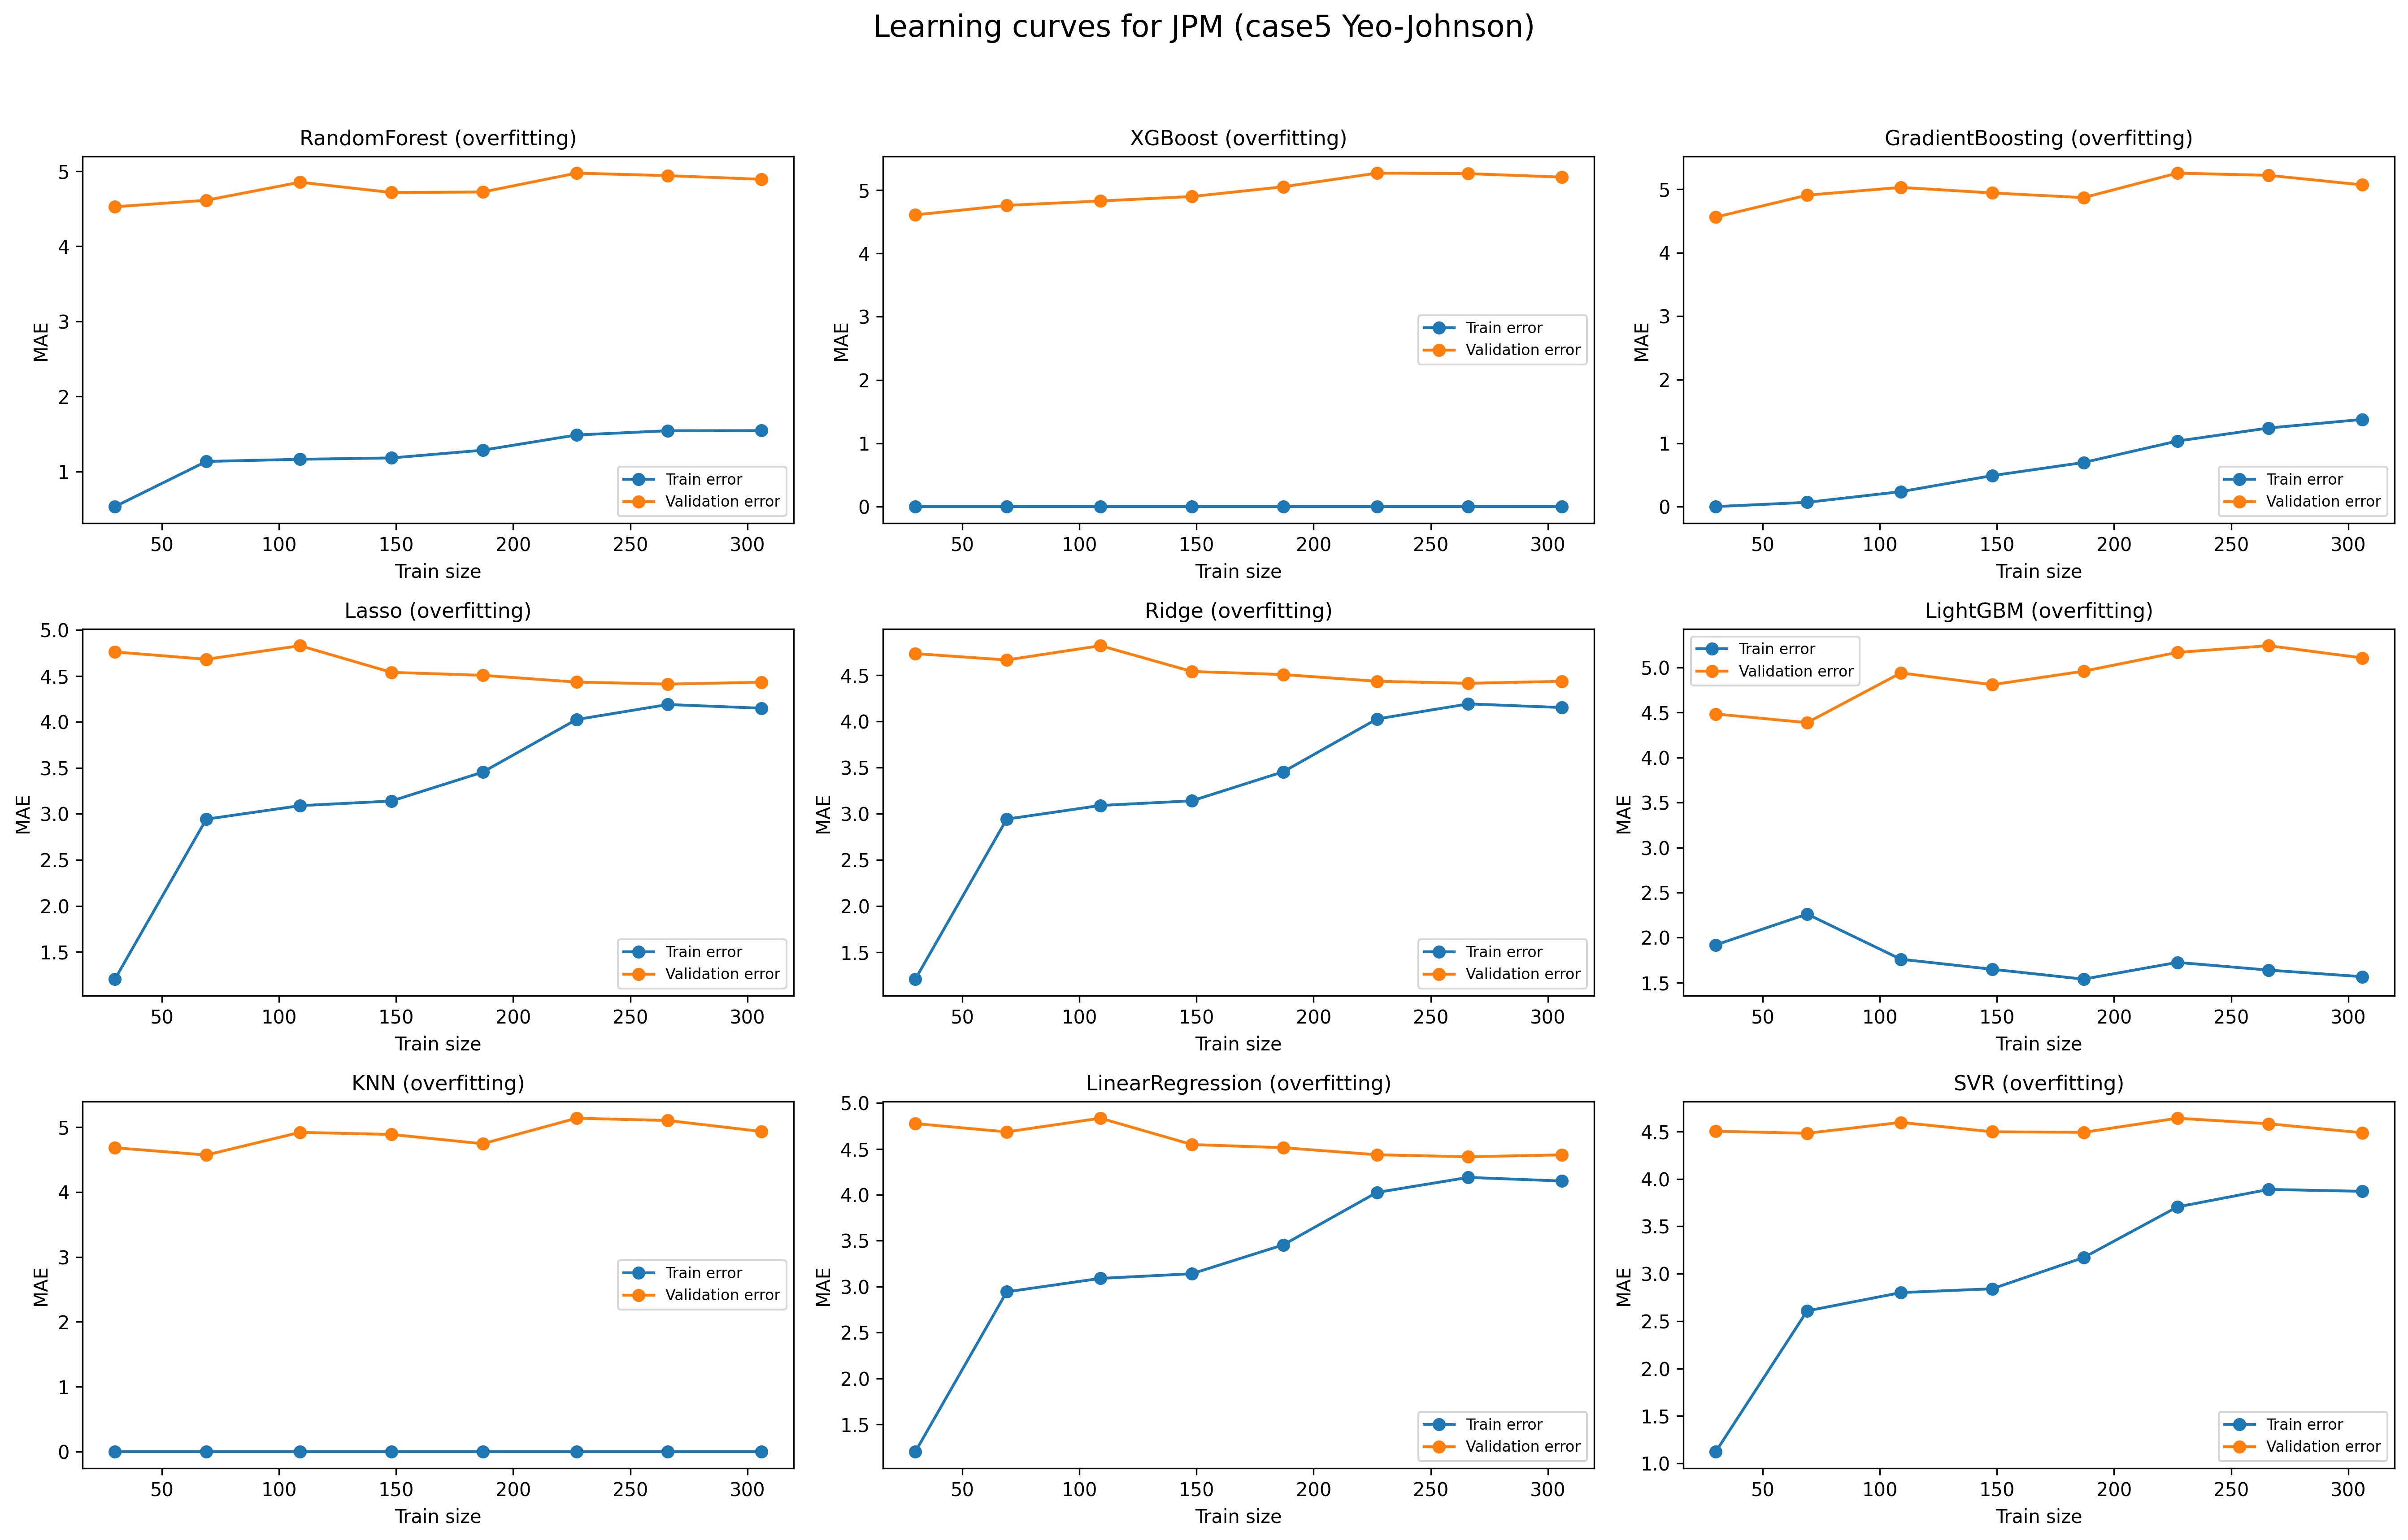 Learning curves for JPM (case5 Yeo-Johnson)
RandomForest (overfitting)
5
4
3
2
1
MAE
Train error
Validation error
50 100 150 200 250 300
Train size
XGBoost (overfitting)
5
4
3
2
1
0
MAE
Train error
Validation error
50 100 150 200 250 300
Train size
GradientBoosting (overfitting)
5
4
3
2
1
0
MAE
Train error
Validation error
50 100 150 200 250 300
Train size
Lasso (overfitting)
5.0
4.5
4.0
3.5
3.0
2.5
2.0
1.5
MAE
Train error
Validation error
50 100 150 200 250 300
Train size
Ridge (overfitting)
4.5
4.0
3.5
3.0
2.5
2.0
1.5
MAE
Train error
Validation error
50 100 150 200 250 300
Train size
LightGBM (overfitting)
Train error
Validation error
5.0
4.5
4.0
3.5
3.0
2.5
2.0
1.5
MAE
50 100 150 200 250 300
Train size
KNN (overfitting)
5
4
3
2
1
0
MAE
Train error
Validation error
50 100 150 200 250 300
Train size
LinearRegression (overfitting)
5.0
4.5
4.0
3.5
3.0
2.5
2.0
1.5
MAE
Train error
Validation error
50 100 150 200 250 300
Train size
SVR (overfitting)
4.5
4.0
3.5
3.0
2.5
2.0
1.5
1.0
MAE
Train error
Validation error
50 100 150 200 250 300
Train size